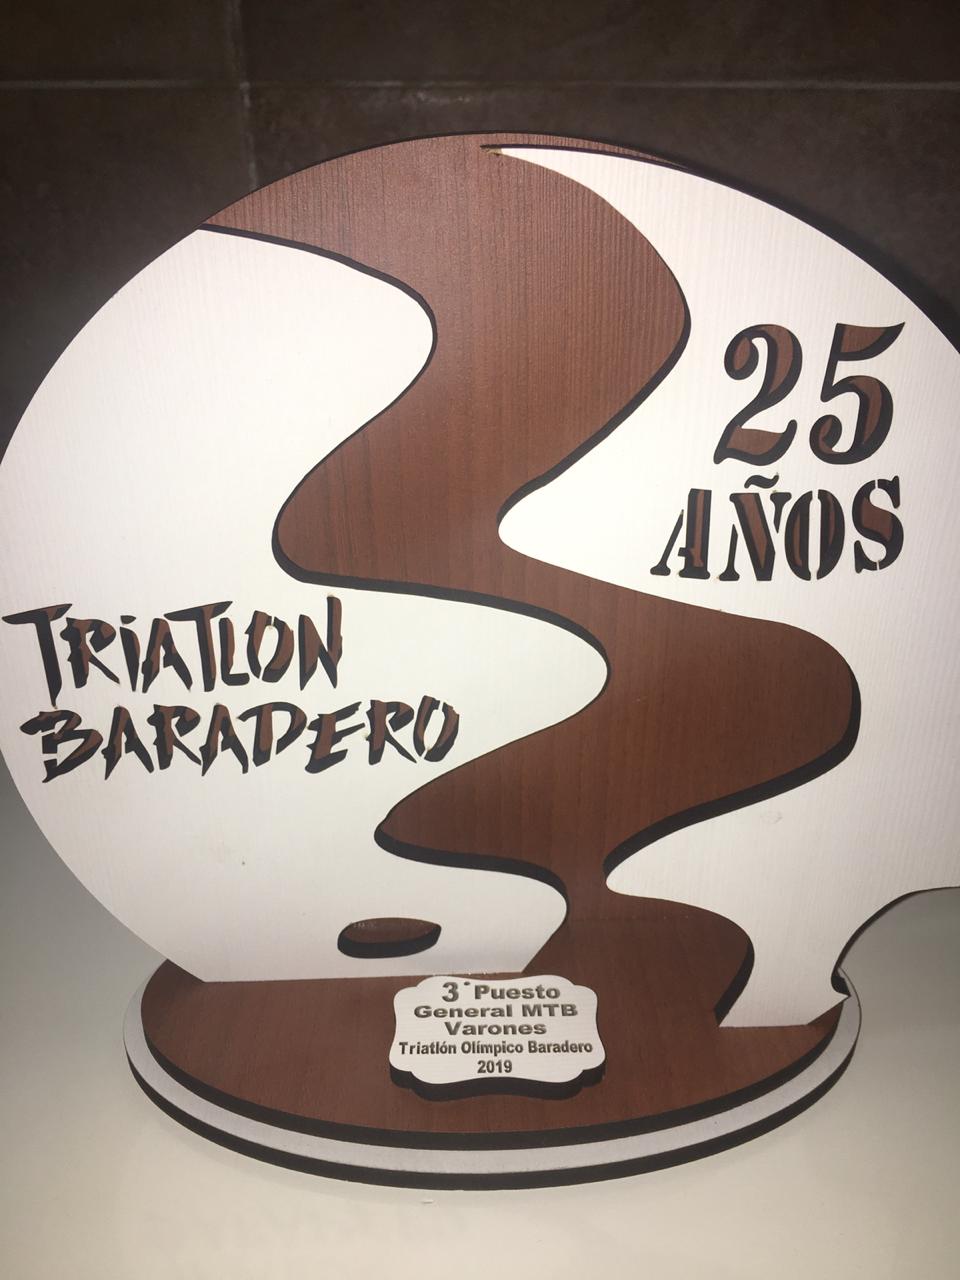 25
AÑOS
TRiATLON
BARADERO
3° Puesto
General MTB
Varones
Triatlón Olímpico Baradero
2019